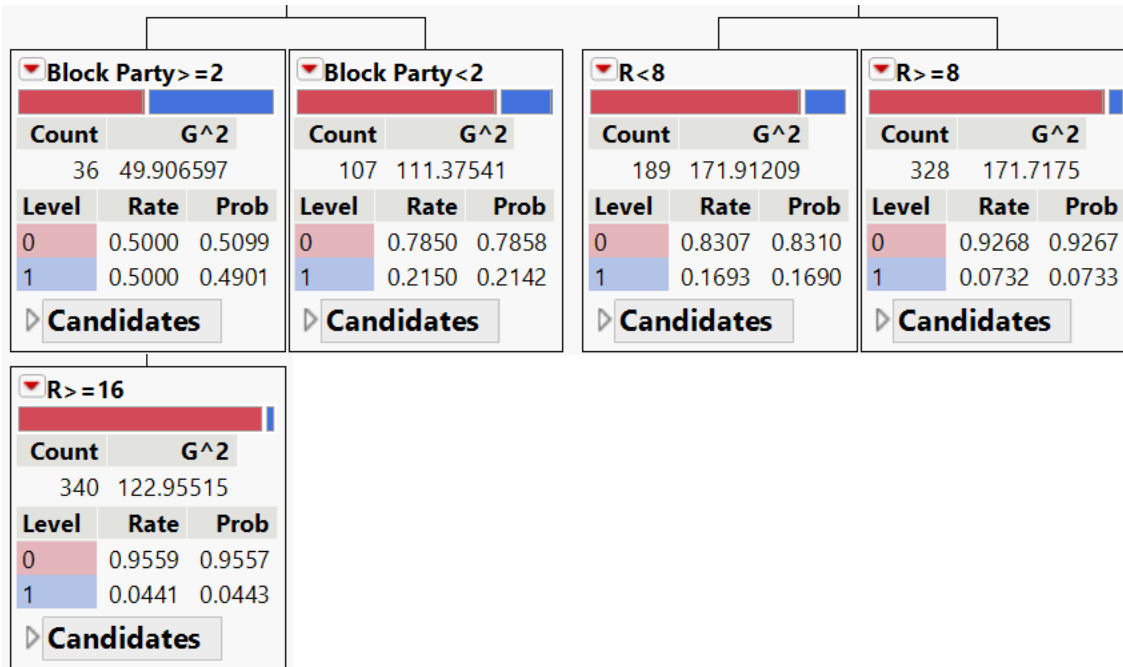 Block Party>=2 Block Party<2 R<8 R>=8
Count G^2 Count G^2 Count G^2 Count G^2
36 49.906597 107 111.37541 189 171.91209 328 171.7175
Level Rate Prob Level Rate Prob Level Rate Prob Level Rate Prob
0 0.5000 0.5099 0 0.7850 0.7858 0 0.8307 0.8310 0 0.9268 0.9267
1 0.5000 0.4901 1 0.2150 0.2142 1 0.1693 0.1690 1 0.0732 0.0733
Candidates Candidates Candidates Candidates
R>=16
Count G^2
340 122.95515
Level Rate Prob
0 0.9559 0.9557
1 0.0441 0.0443
Candidates